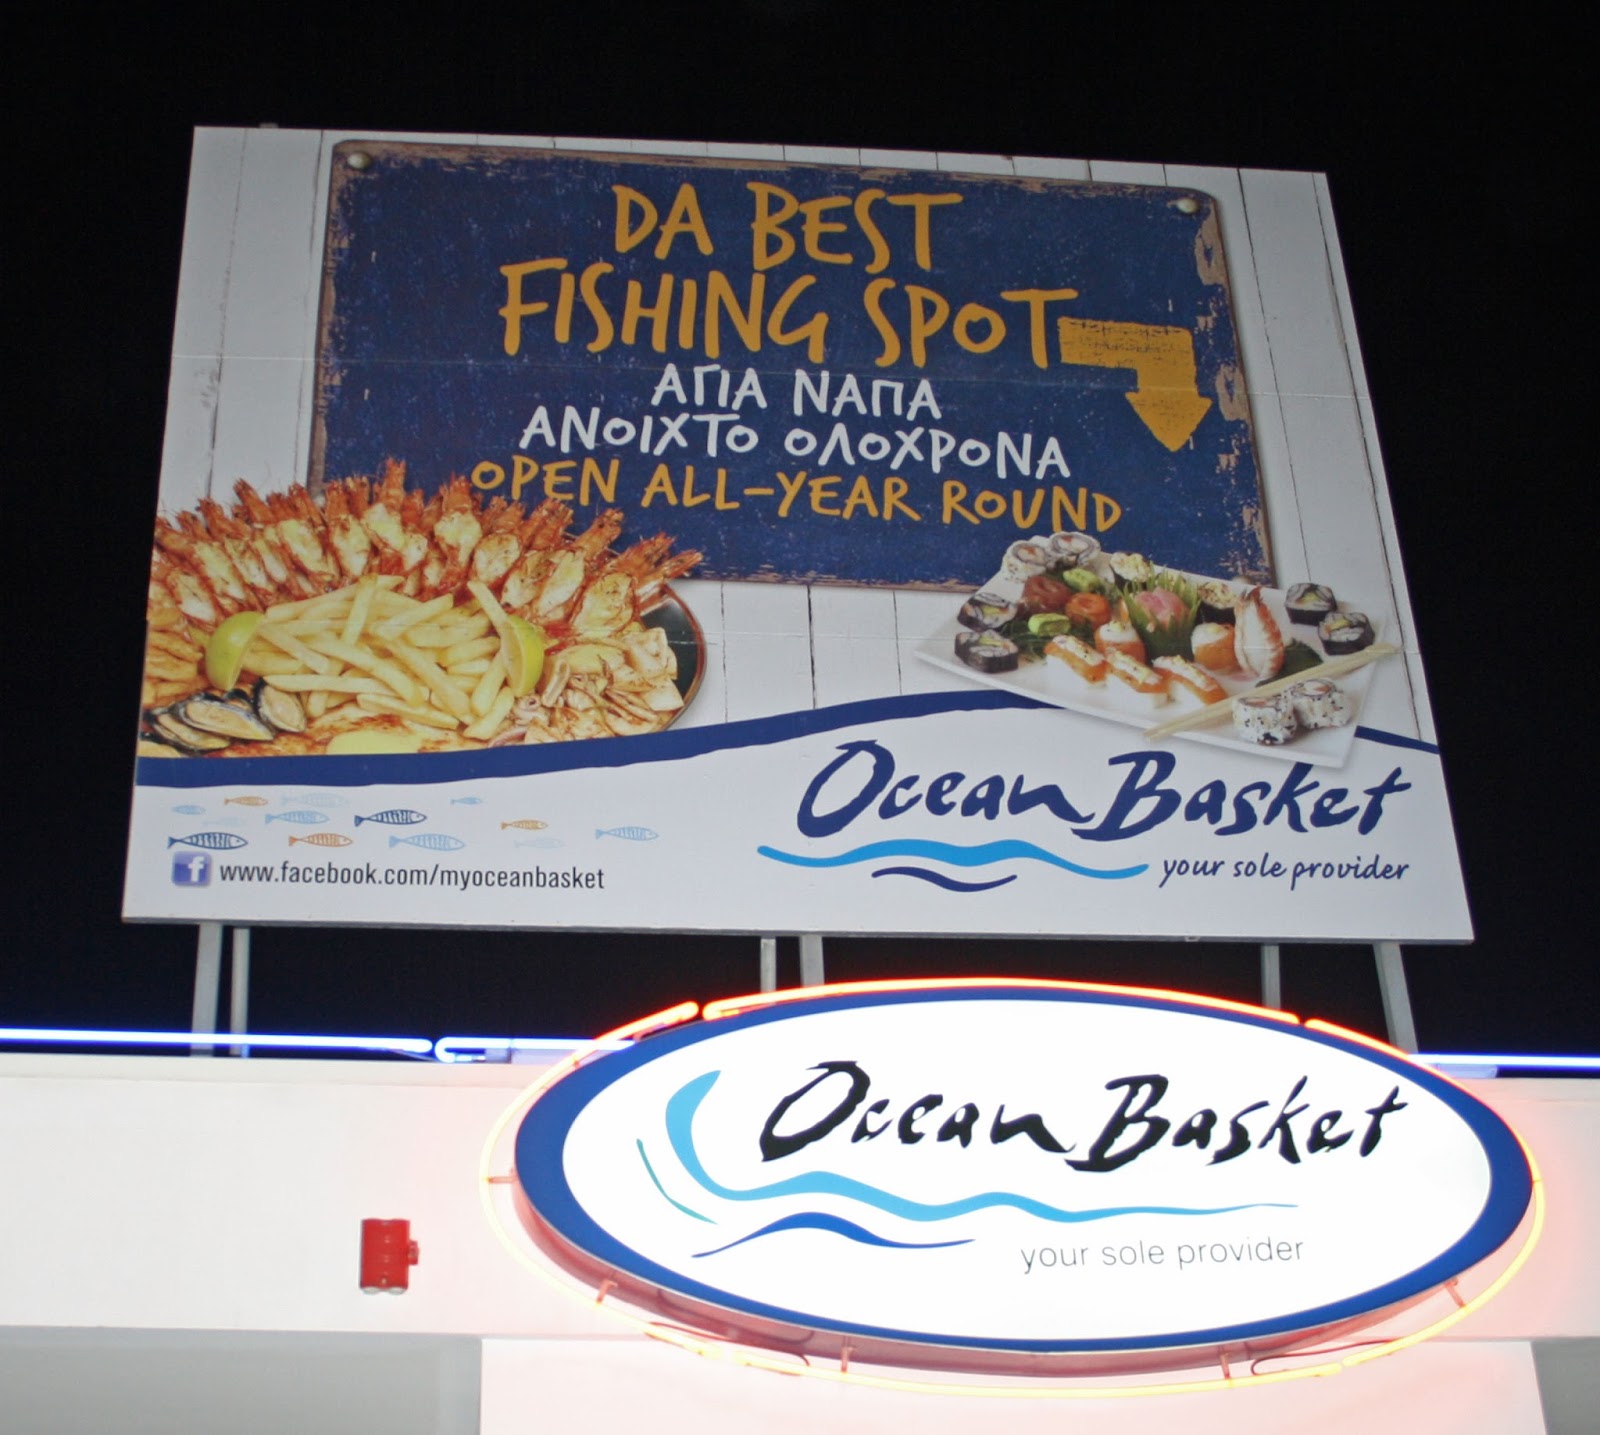 DA BEST
FISHING SPOT
ΑΓΙΑ ΝΑΠΑ
ΑΝΟΙΧΤΟ ΟΛΟΧΡΟΝΑ
OPEN ALL-YEAR ROUND
Ocean Basket
your sole provider
f www.facebook.com/myoceanbasket
Ocean Basket
your sole provider